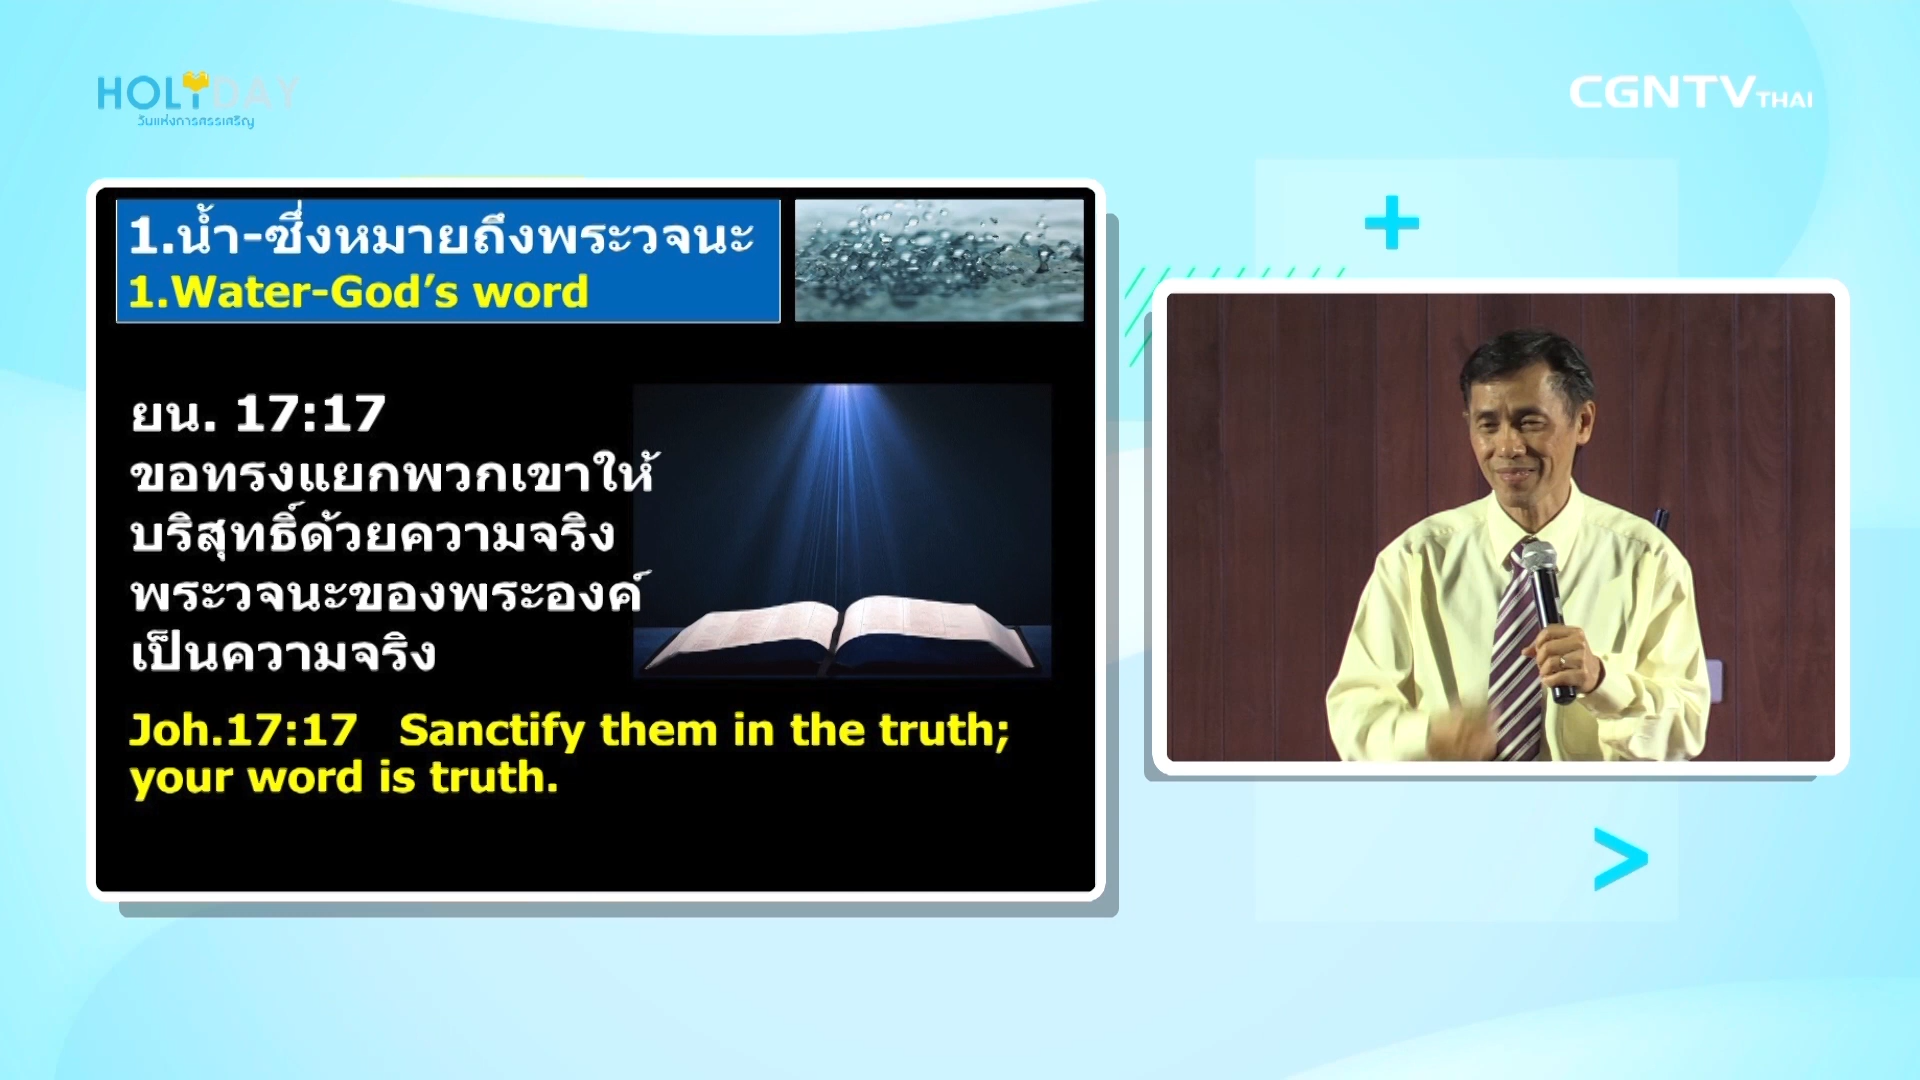 HOLYDAY
วันแห่งการสรรเสริญ
CGNTV THAI
1.น้ำ-ซึ่งหมายถึงพระวจนะ
1.Water-God’s word
ยน. 17:17
ขอทรงแยกพวกเขาให้
บริสุทธิ์ด้วยความจริง
พระวจนะของพระองค์
เป็นความจริง
Joh.17:17 Sanctify them in the truth;
your word is truth.